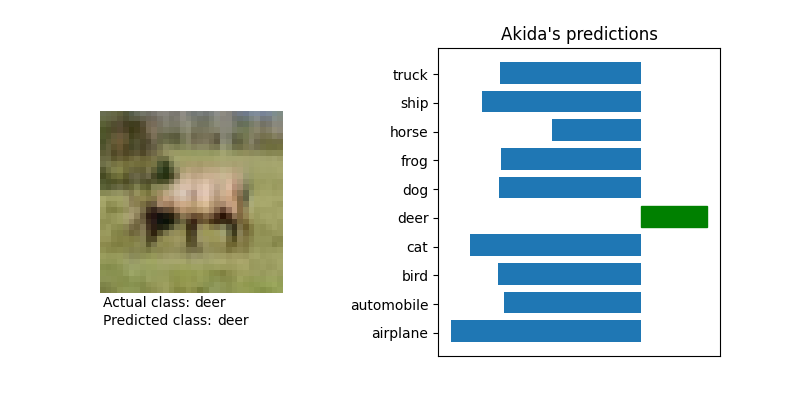 Akida's predictions
truck
ship
horse
frog
dog
deer
cat
bird
automobile
airplane
Actual class: deer
Predicted class: deer